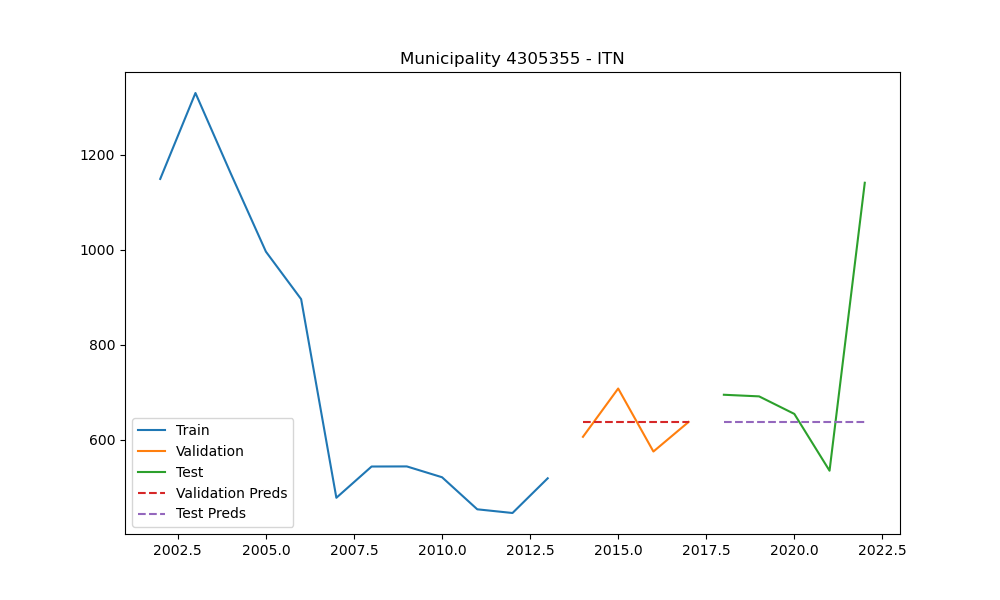 Municipality 4305355 - ITN
1200
1000
800
600
Train
Validation
Test
Validation Preds
Test Preds
2002.5 2005.0 2007.5 2010.0 2012.5 2015.0 2017.5 2020.0 2022.5